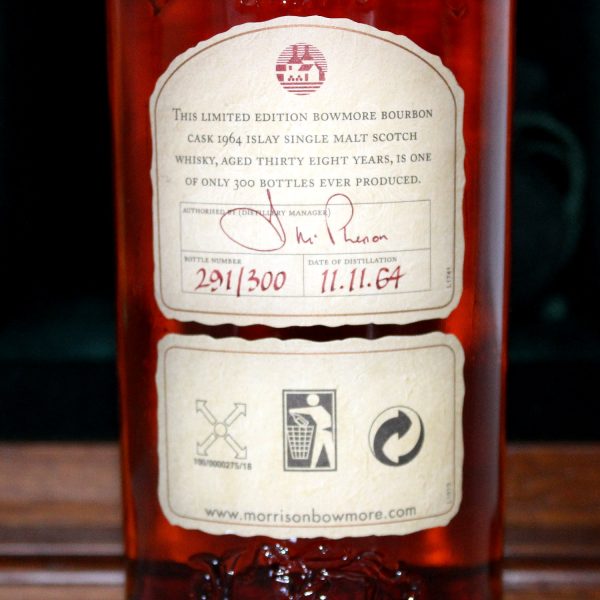 THIS LIMITED EDITION BOWMORE BOURBON
CASK 1964 ISLAY SINGLE MALT SCOTCH
WHISKY, AGED THIRTY EIGHT YEARS, IS ONE
OF ONLY 300 BOTTLES EVER PRODUCED.
AUTHORISED BY (DISTILLERY MANAGER)
J McPherson
BOTTLE NUMBER
291/300
DATE OF DISTILLATION
11.11.64
www.morrisonbowmore.com